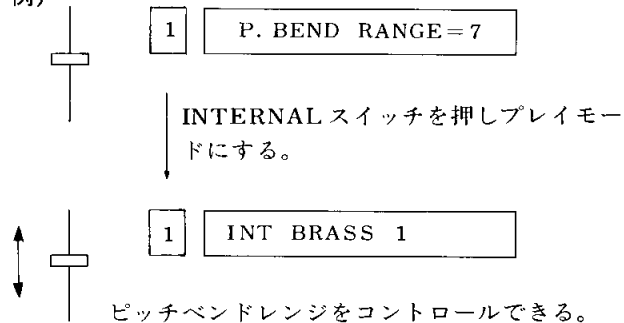 例)
1 P. BEND RANGE=7
INTERNALスイッチを押しプレイモー
ドにする。
1 INT BRASS 1
ピッチベンドレンジをコントロールできる。